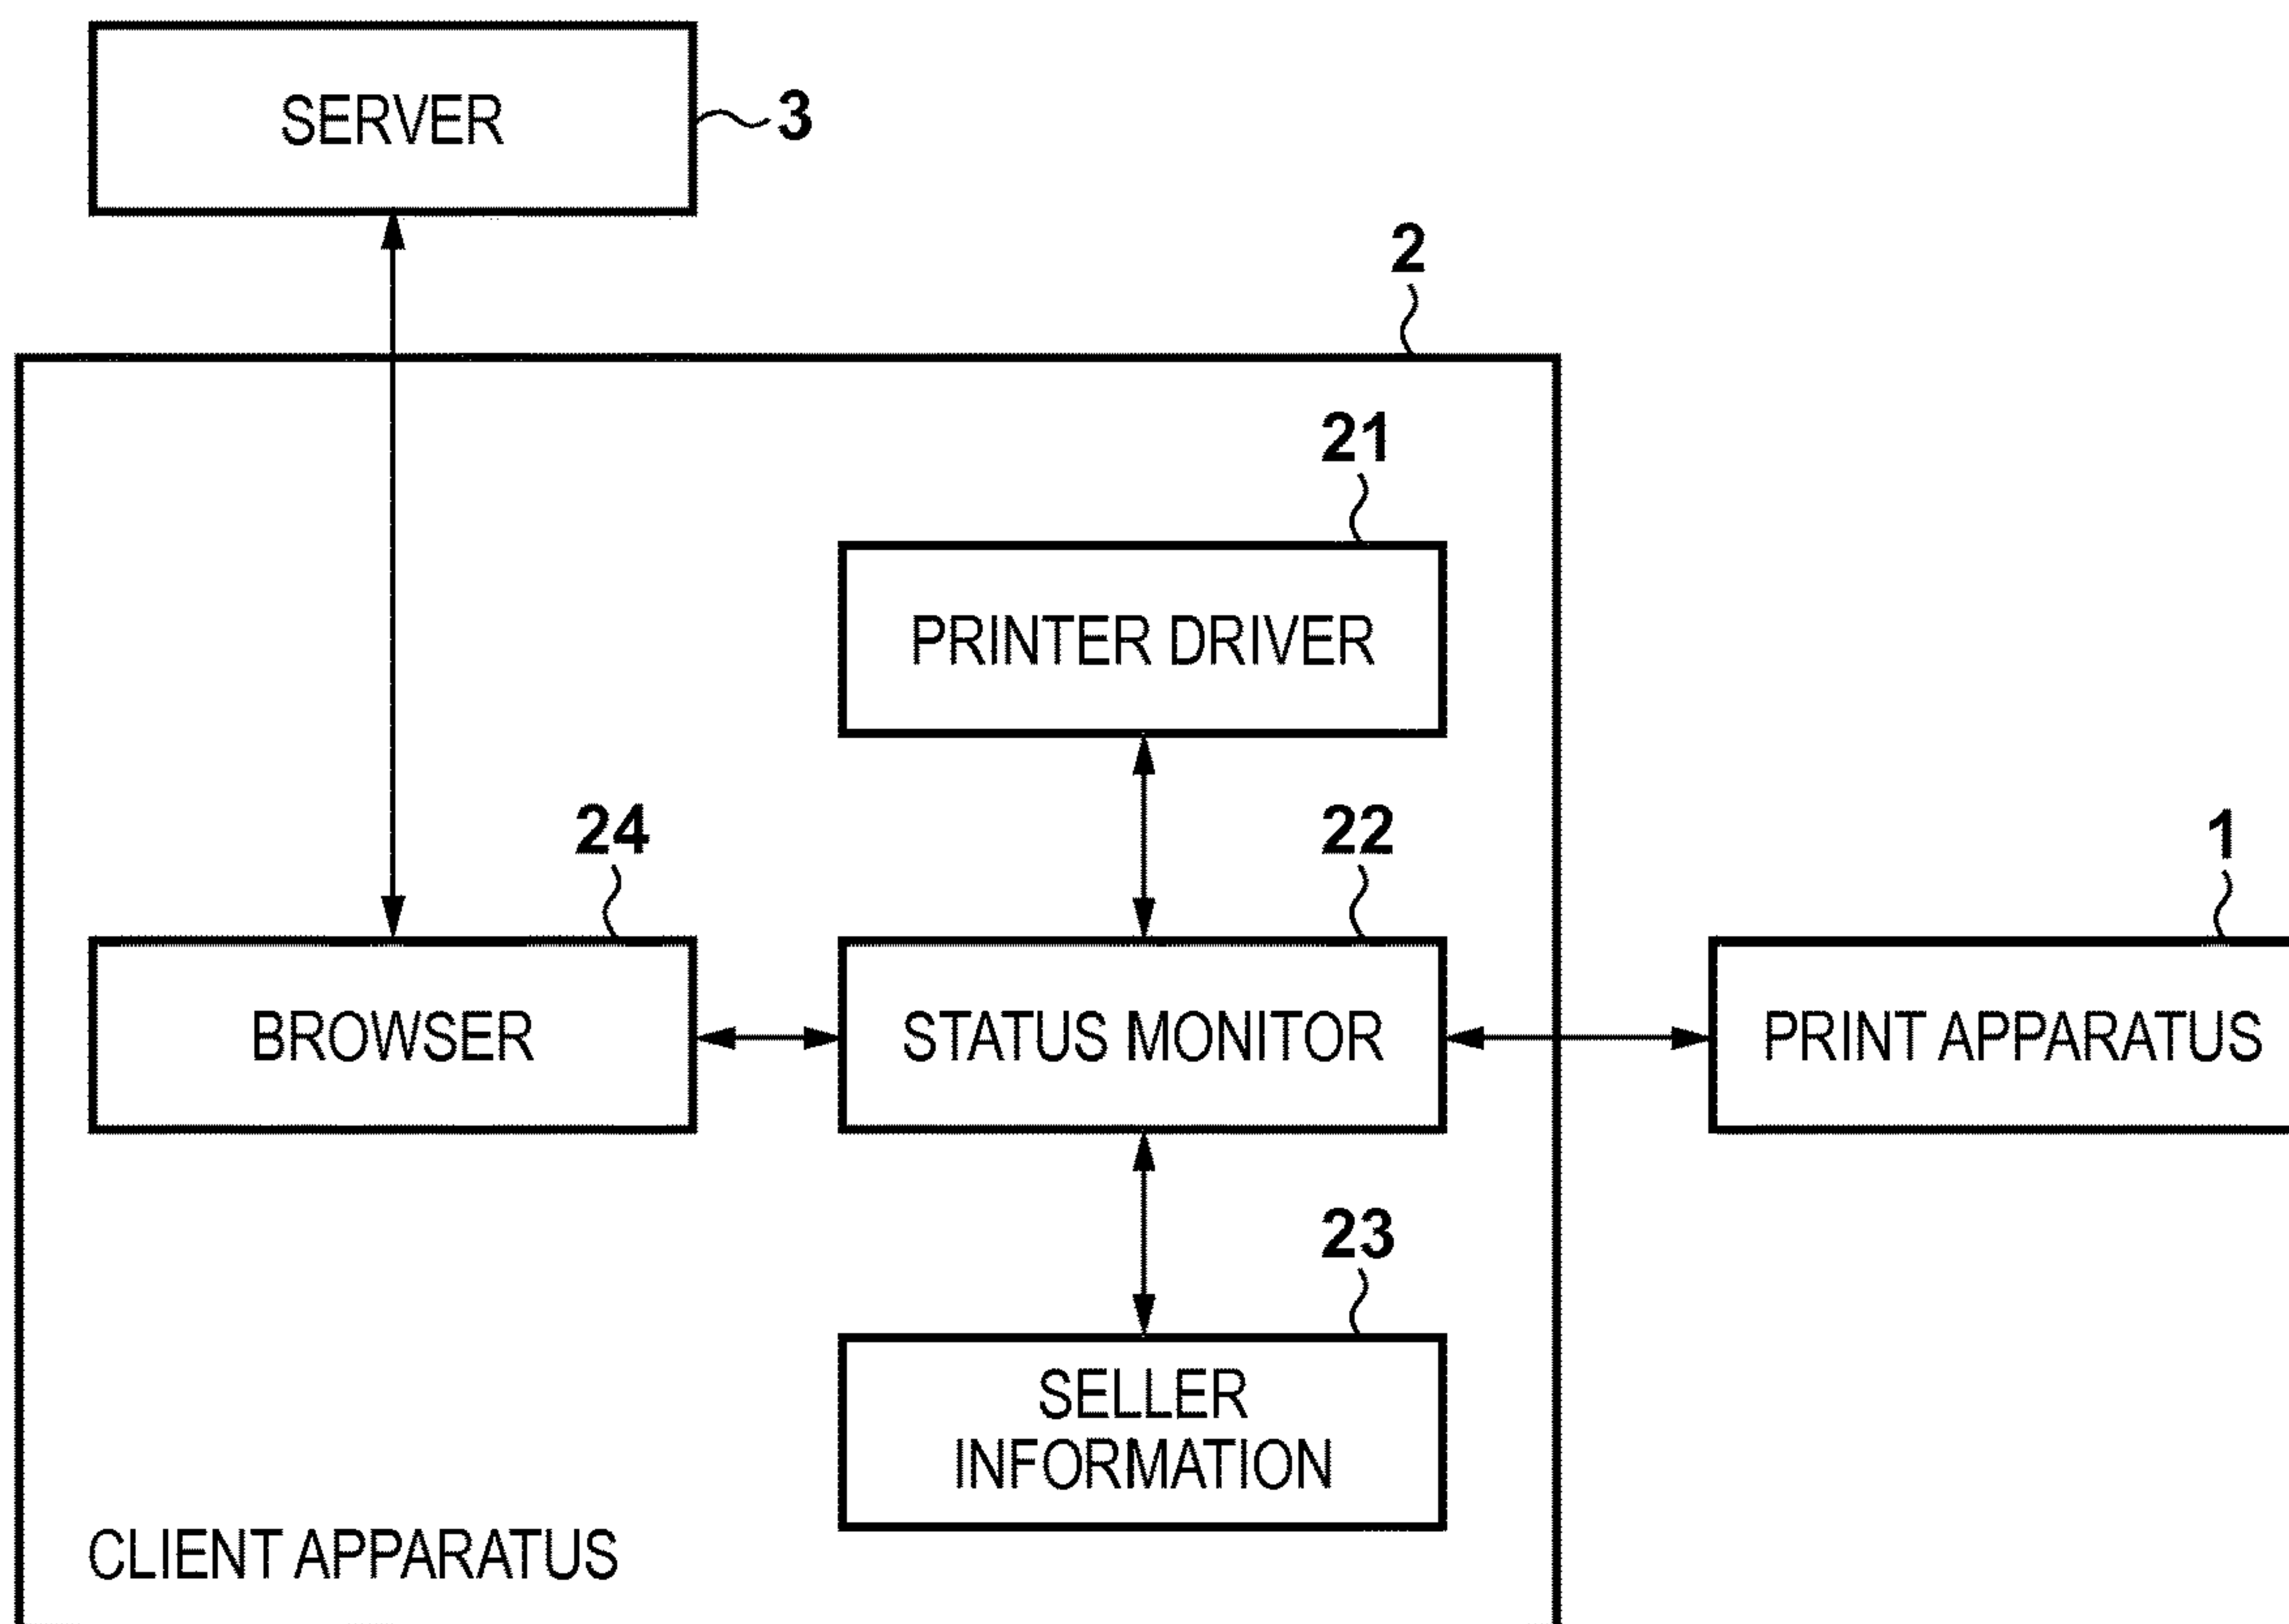 SERVER
3
2
21
PRINTER DRIVER
24
22
1
BROWSER
STATUS MONITOR
PRINT APPARATUS
23
SELLER
INFORMATION
CLIENT APPARATUS